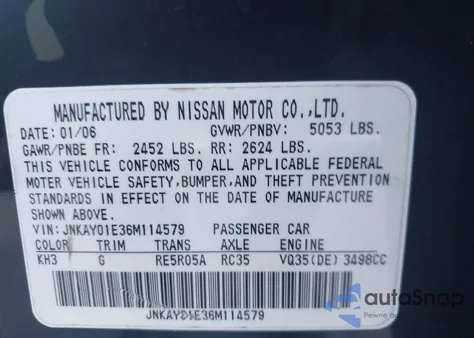 MANUFACTURED BY NISSAN MOTOR CO.,LTD.
DATE: 01/06 GVWR/PNBV: 5053 LBS.
GAWR/PNBE FR: 2452 LBS. RR: 2624 LBS.
THIS VEHICLE CONFORMS TO ALL APPLICABLE FEDERAL
MOTOR VEHICLE SAFETY, BUMPER, AND THEFT PREVENTION
STANDARDS IN EFFECT ON THE DATE OF MANUFACTURE
SHOWN ABOVE.
VIN: JNKAY01E36M114579 PASSENGER CAR
COLOR TRIM TRANS AXLE ENGINE
KH3 G RE5R05A RC35 VQ35(DE) 3498CC
JNKAY01E36M114579
autoSnap